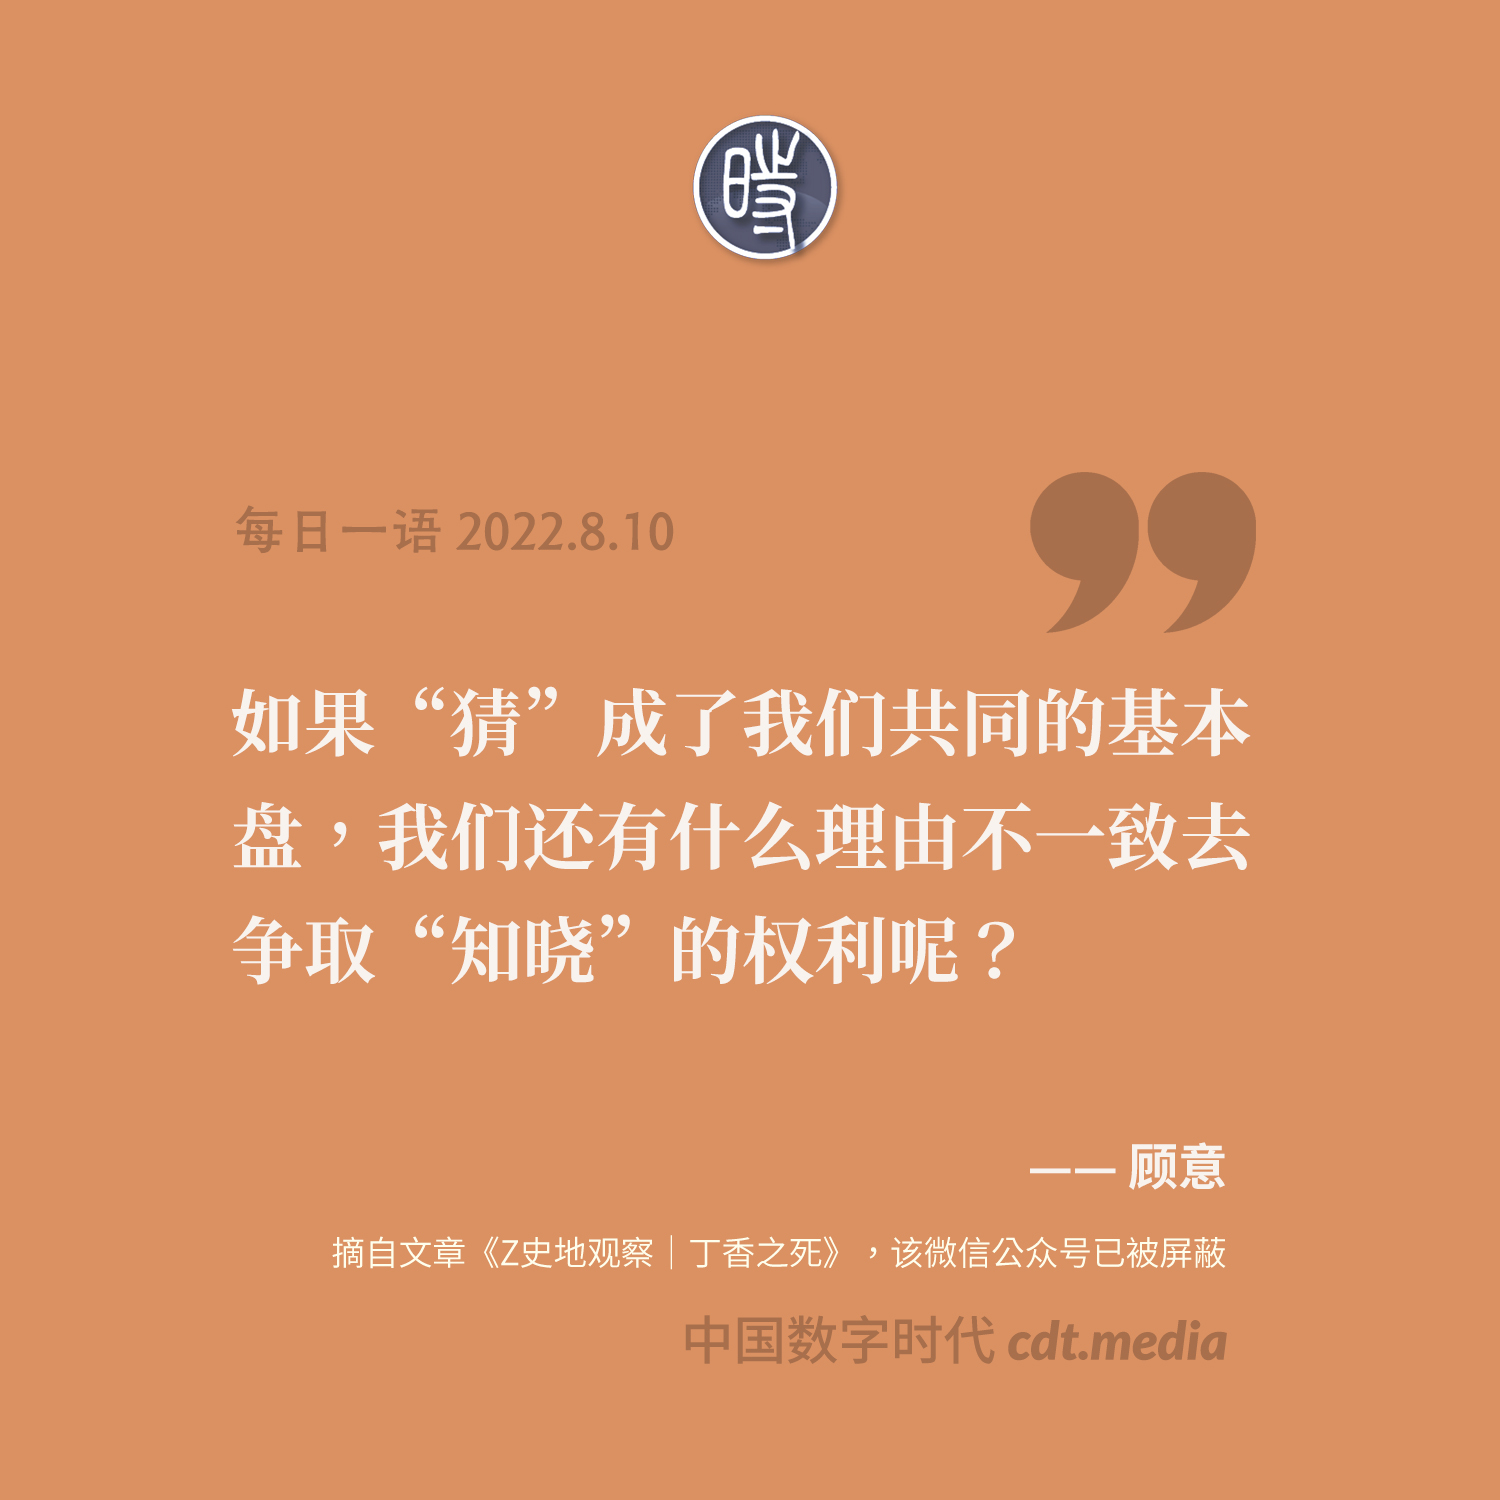 時
每日一语 2022.8.10
如果“猜”成了我们共同的基本
盘，我们还有什么理由不一致去
争取“知晓”的权利呢？
—— 顾意
摘自文章《Z史地观察｜丁香之死》，该微信公众号已被屏蔽
中国数字时代 cdt.media